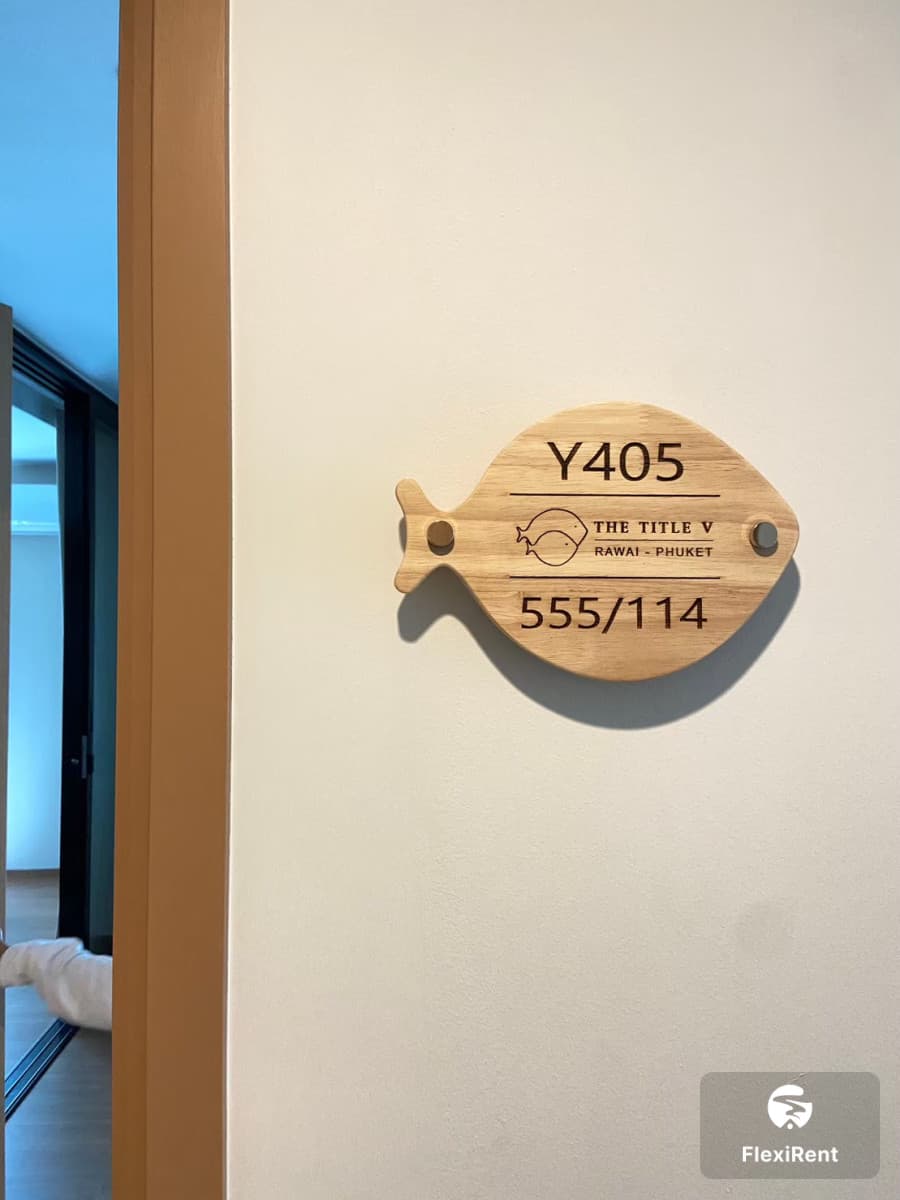 Y405
THE TITLE V
RAWAI - PHUKET
555/114
FlexiRent